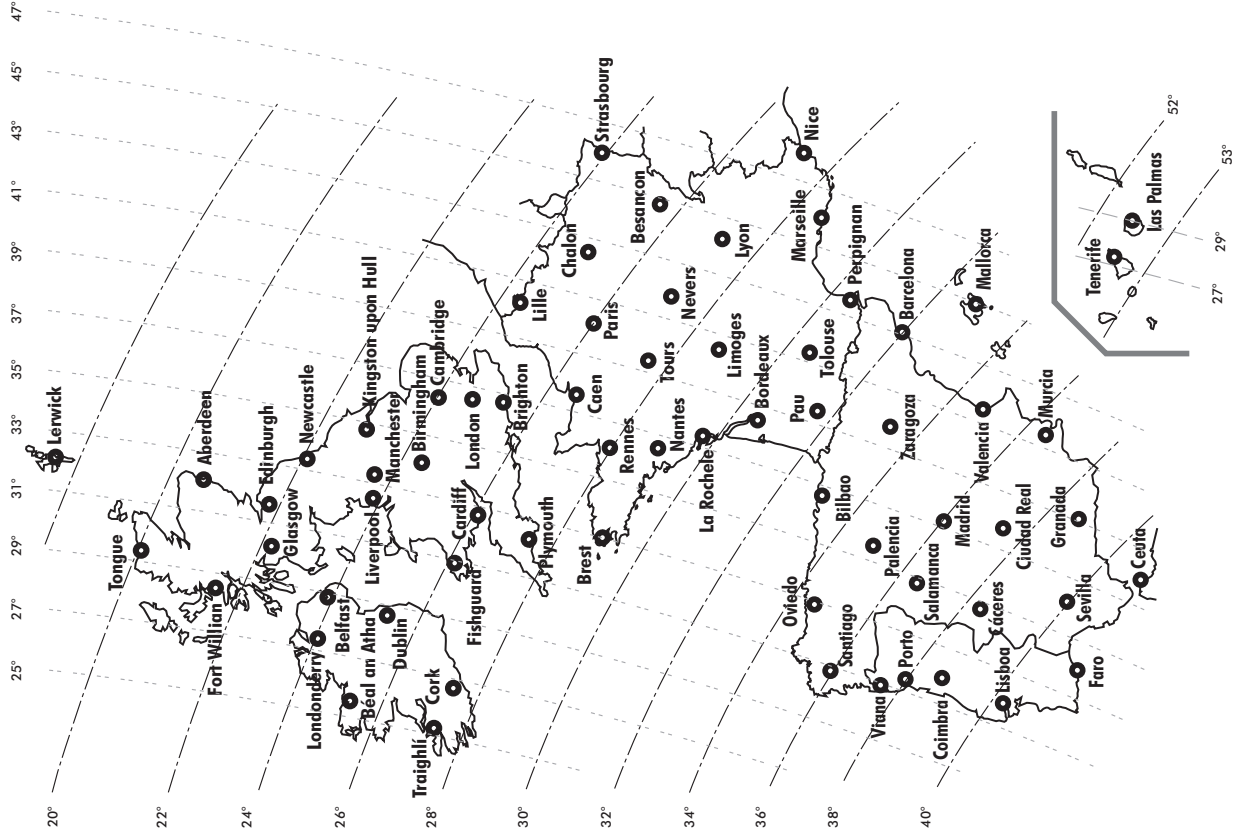 47°
45°
43°
41°
39°
37°
35°
33°
31°
29°
27°
25°
20°
22°
24°
26°
28°
30°
32°
34°
36°
38°
40°
Lerwick
Tongue
Aberdeen
Fort Willian
Edinburgh
Glasgow
Newcastle
Kingston upon Hull
Manchester
Liverpool
Birmingham
Cambridge
London
Brighton
Cardiff
Fishguard
Plymouth
Londonderry
Belfast
Béal an Atha
Dublin
Cork
Traighlí
Strasbourg
Lille
Chalon
Besancon
Paris
Caen
Rennes
Brest
Nantes
Tours
Nevers
Lyon
Limoges
La Rochele
Bordeaux
Nice
Marseille
Perpignan
Tolouse
Pau
Barcelona
Mallorca
Zaragoza
Bilbao
Oviedo
Santiago
Palencia
Salamanca
Madrid
Valencia
Murcia
Ciudad Real
Granada
Caceres
Sevilla
Ceuta
Viana
Porto
Coimbra
Lisboa
Faro
Tenerife
Las Palmas
52°
53°
29°
27°